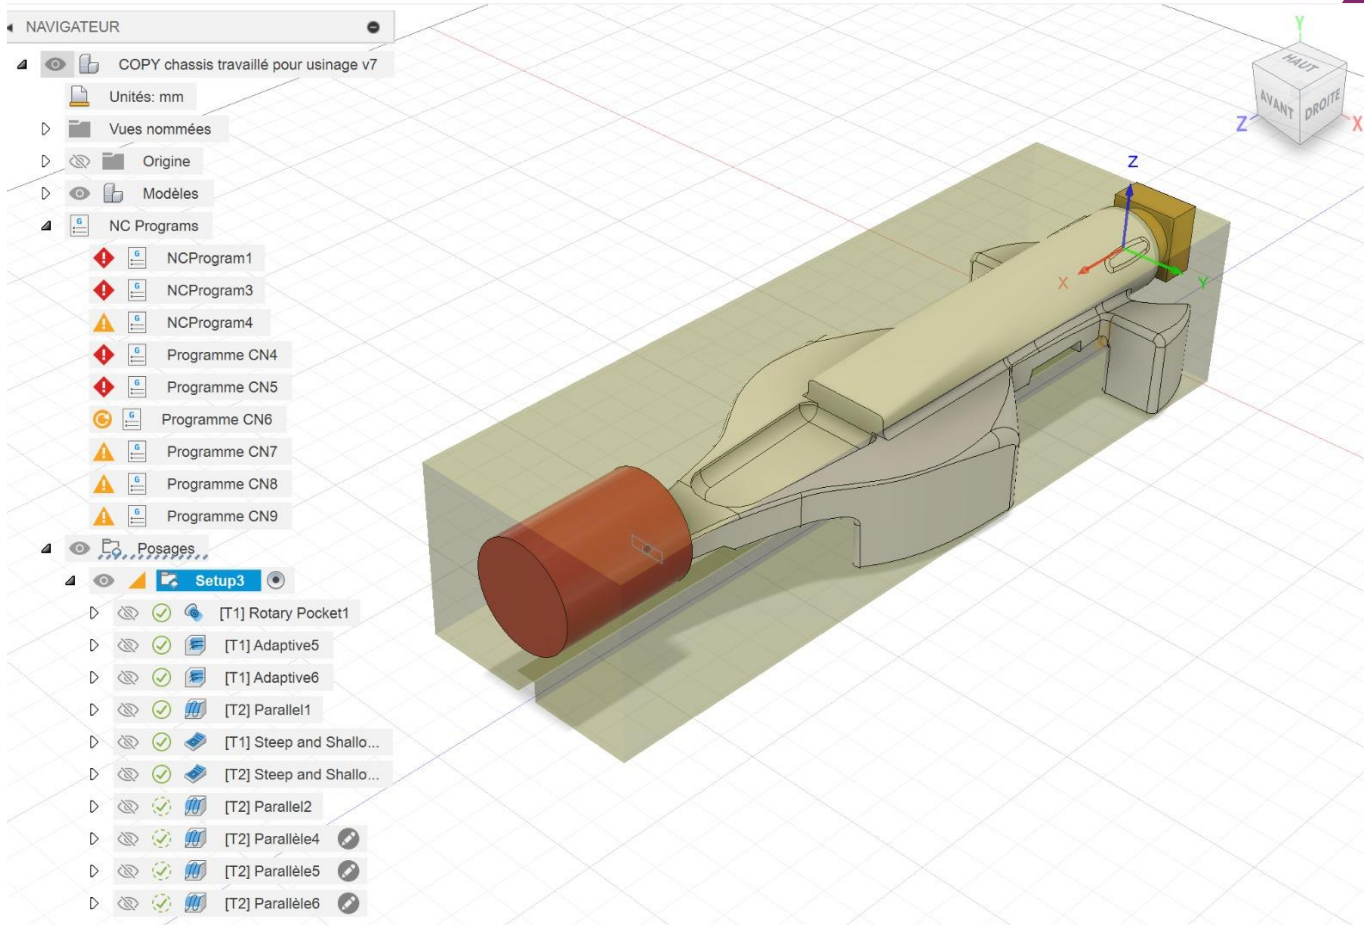 NAVIGATEUR
COPY chassis travaillé pour usinage v7
Unités: mm
Vues nommées
Origine
Modèles
NC Programs
G NCProgram1
G NCProgram3
G NCProgram4
G Programme CN4
G Programme CN5
G Programme CN6
G Programme CN7
G Programme CN8
G Programme CN9
Posages
Setup3
[T1] Rotary Pocket1
[T1] Adaptive5
[T1] Adaptive6
[T2] Parallel1
[T1] Steep and Shallo...
[T2] Steep and Shallo...
[T2] Parallel2
[T2] Parallèle4
[T2] Parallèle5
[T2] Parallèle6
Y
HAUT
AVANT
DROITE
Z
X
Z
X
Y